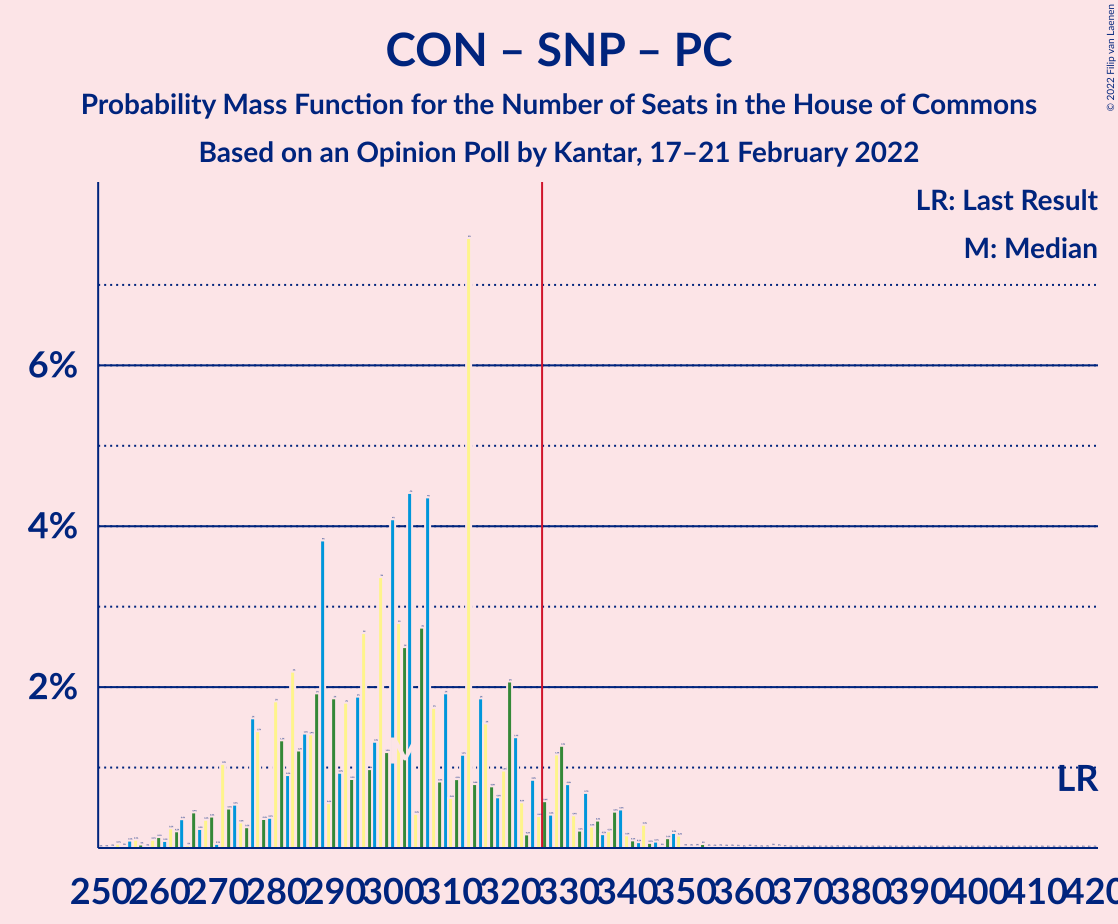 CON – SNP – PC
Probability Mass Function for the Number of Seats in the House of Commons
Based on an Opinion Poll by Kantar, 17–21 February 2022
© 2022 Filip van Laenen
LR: Last Result
M: Median
6%
4%
2%
LR
250 260 270 280 290 300 310 320 330 340 350 360 370 380 390 400 410 420